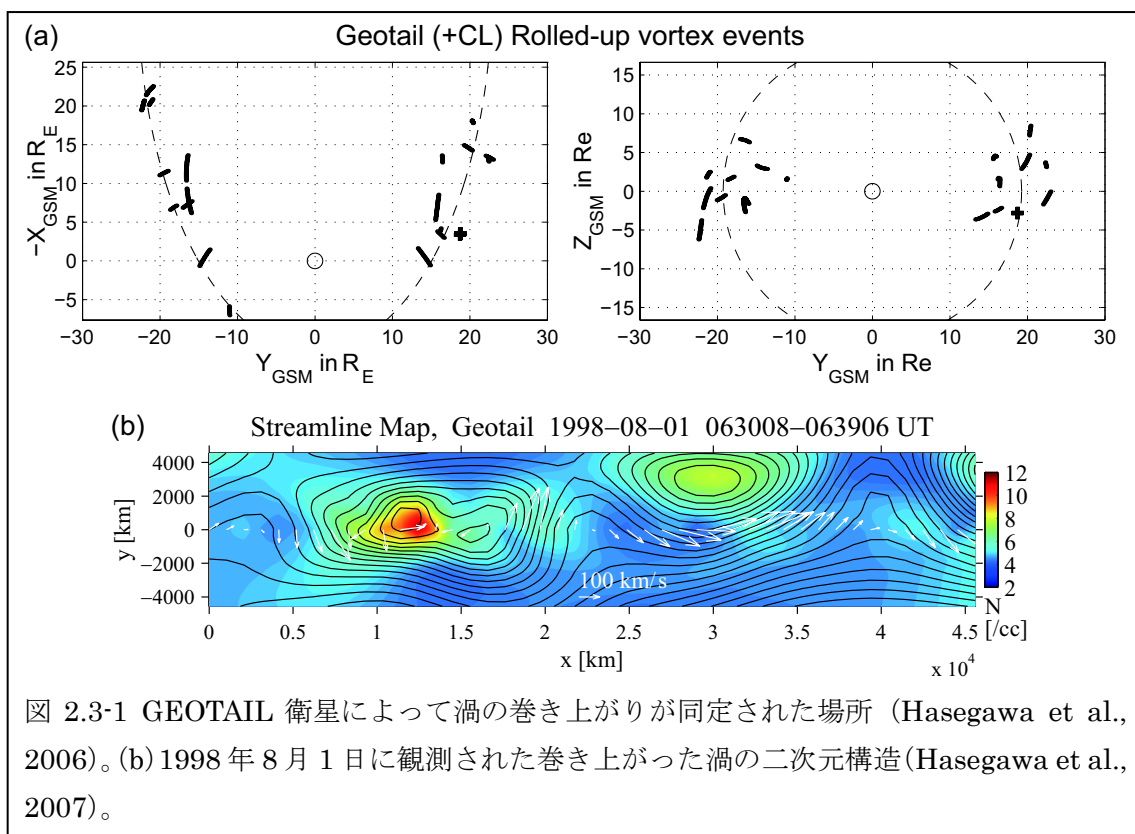 (a)
Geotail (+CL) Rolled-up vortex events
25
20
15
10
5
0
−5
−X_GSM in R_E
−30 −20 −10 0 10 20 30
Y_GSM in R_E
15
10
5
0
−5
−10
−15
Z_GSM in Re
−30 −20 −10 0 10 20 30
Y_GSM in Re
(b)
Streamline Map, Geotail 1998−08−01 063008−063906 UT
4000
2000
0
−2000
−4000
y [km]
100 km/s
0 0.5 1 1.5 2 2.5 3 3.5 4 4.5
x [km]
x 10^4
12
10
8
6
4
2
N
[/cc]
図 2.3-1 GEOTAIL 衛星によって渦の巻き上がりが同定された場所 (Hasegawa et al.,
2006)。(b) 1998 年 8 月 1 日に観測された巻き上がった渦の二次元構造(Hasegawa et al.,
2007)。